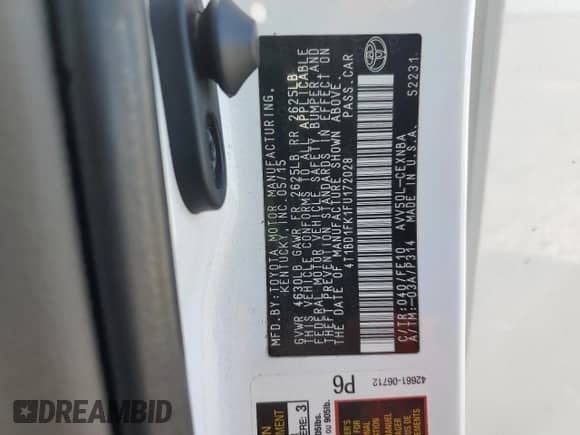 MFD.BY:TOYOTA MOTOR MANUFACTURING,
KENTUCKY,INC.05/15
GVWR 4630LB GAWR FR 2625LB RR 2625LB
THIS VEHICLE CONFORMS TO ALL APPLICABLE
FEDERAL MOTOR VEHICLE SAFETY, BUMPER AND
THEFT PREVENTION STANDARDS IN EFFECT ON
THE DATE OF MANUFACTURE SHOWN ABOVE.
4T1BD1FK1FU172028 PASS.CAR
C/TR:040/FE10 AVV50L-CEXNBA
A/TM:-03A/P314 MADE IN U.S.A.
52231
42661-06712
P6
3
DREAMBID